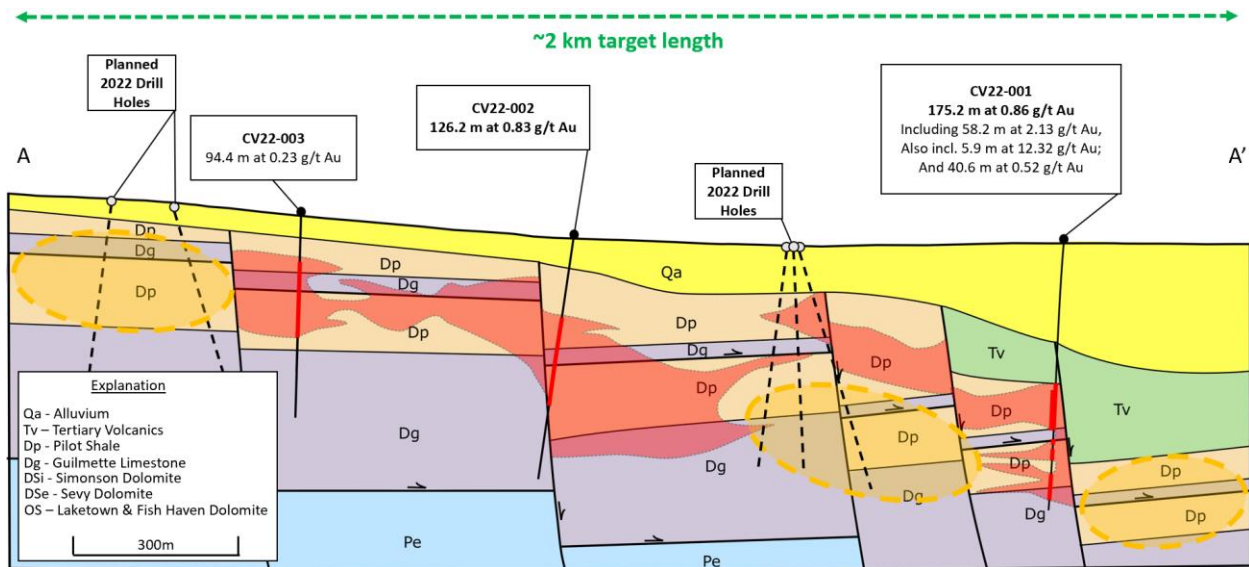 ~2 km target length
Planned
2022 Drill
Holes
CV22-003
94.4 m at 0.23 g/t Au
CV22-002
126.2 m at 0.83 g/t Au
CV22-001
175.2 m at 0.86 g/t Au
Including 58.2 m at 2.13 g/t Au,
Also incl. 5.9 m at 12.32 g/t Au;
And 40.6 m at 0.52 g/t Au
A
A'
Planned
2022 Drill
Holes
Dp
Dg
Dp
Dp
Dg
Dp
Qa
Dp
Dg
Dp
Dg
Dg
Dp
Dp
Dg
Tv
Dp
Dp
Dg
Tv
Dp
Dp
Pe
Pe
Explanation
Qa - Alluvium
Tv – Tertiary Volcanics
Dp - Pilot Shale
Dg - Guilmette Limestone
DSi - Simonson Dolomite
DSe - Sevy Dolomite
OS – Laketown & Fish Haven Dolomite
300m